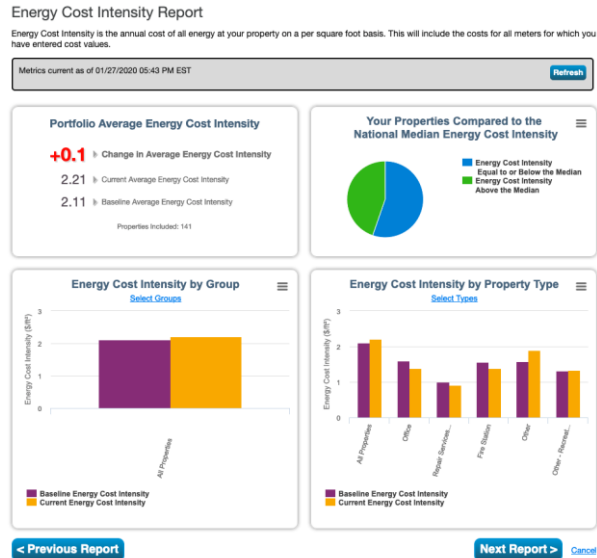 Energy Cost Intensity Report
Energy Cost Intensity is the annual cost of all energy at your property on a per square foot basis. This will include the costs for all meters for which you
have entered cost values.
Metrics current as of 01/27/2020 05:43 PM EST
Refresh
Portfolio Average Energy Cost Intensity
+0.1 Change in Average Energy Cost Intensity
2.21 Current Average Energy Cost Intensity
2.11 Baseline Average Energy Cost Intensity
Properties Included: 141
Your Properties Compared to the
National Median Energy Cost Intensity
Energy Cost Intensity
Equal to or Below the Median
Energy Cost Intensity
Above the Median
Energy Cost Intensity by Group
Select Groups
Energy Cost Intensity ($/ft²)
3
2
1
0
All Properties
Baseline Energy Cost Intensity
Current Energy Cost Intensity
Energy Cost Intensity by Property Type
Select Types
Energy Cost Intensity ($/ft²)
3
2
1
0
All Properties
Office
Repair Services...
Fire Station
Other
Other - Recreat...
Baseline Energy Cost Intensity
Current Energy Cost Intensity
< Previous Report
Next Report >
Cancel